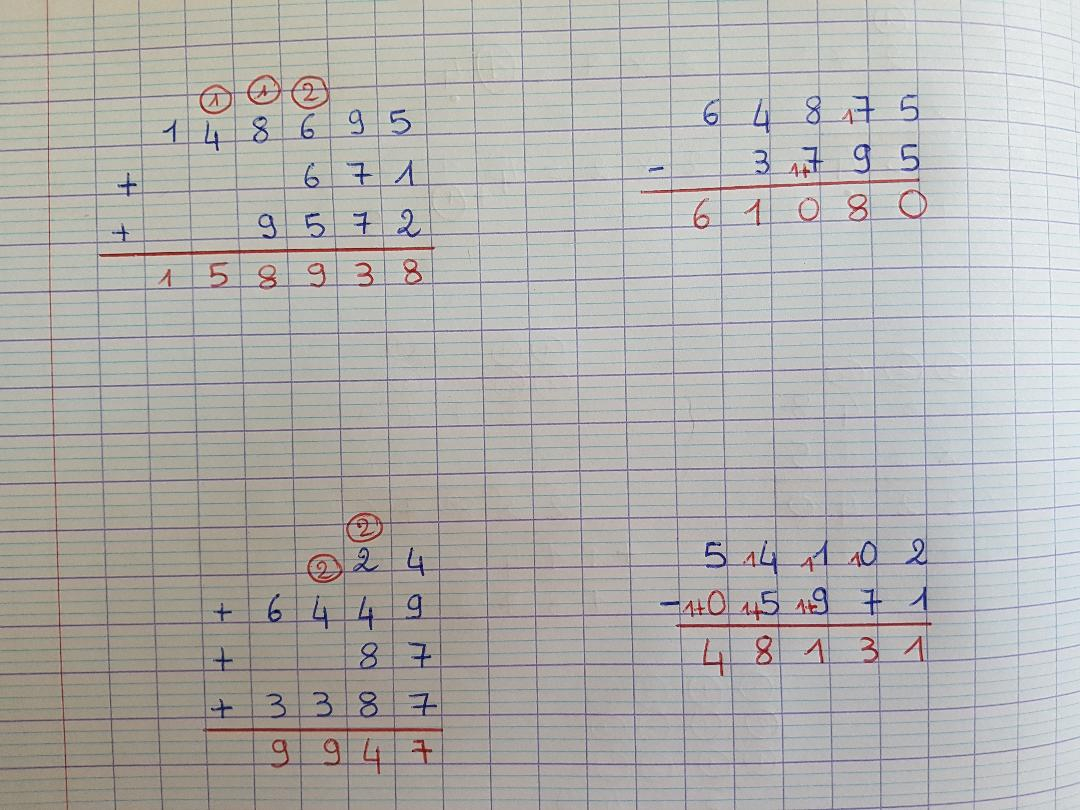 ① ① ②
1 4 8 6 9 5
+ 6 7 1
+ 9 5 7 2
1 5 8 9 3 8
6 4 8 17 5
- 3 1+7 9 5
6 1 0 8 0
②
② 2 4
+ 6 4 4 9
+ 8 7
+ 3 3 8 7
9 9 4 7
5 14 11 10 2
- 1+0 1+5 1+9 7 1
4 8 1 3 1